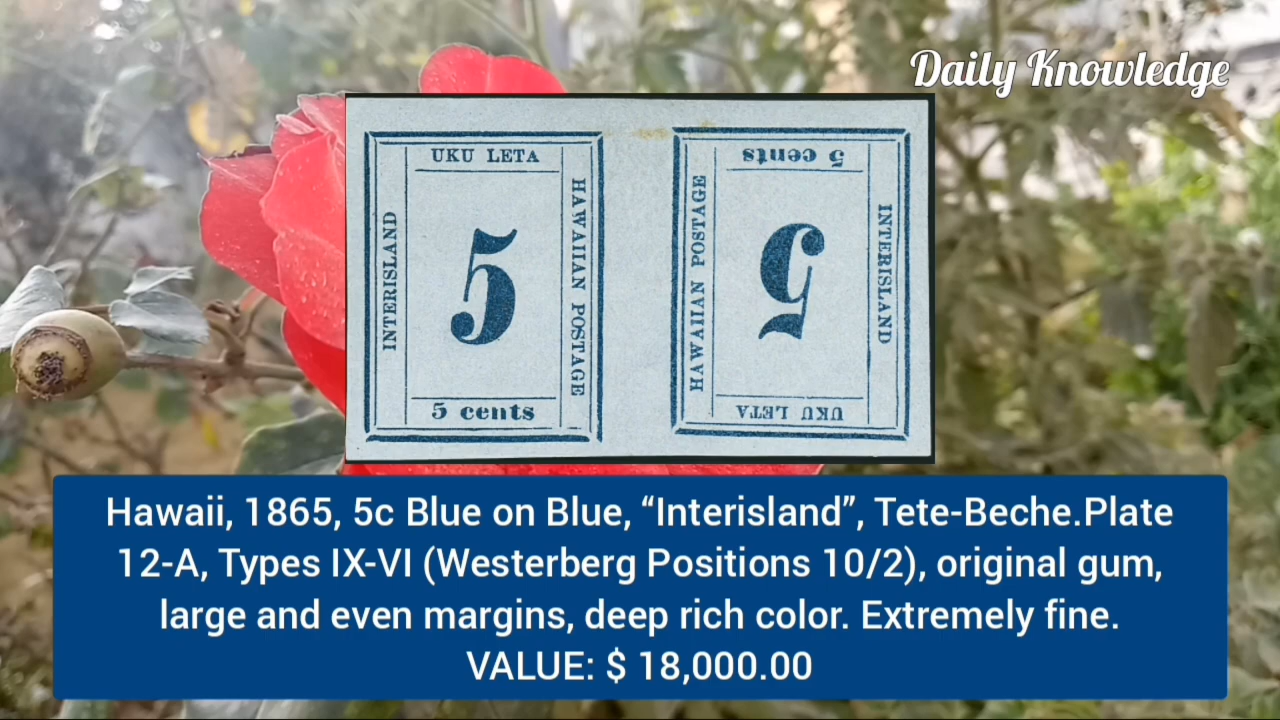 Daily Knowledge
UKU LETA
INTERISLAND
HAWAIIAN POSTAGE
5
5 cents
5 cents
HAWAIIAN POSTAGE
INTERISLAND
5
UKU LETA
Hawaii, 1865, 5c Blue on Blue, “Interisland”, Tete-Beche.Plate
12-A, Types IX-VI (Westerberg Positions 10/2), original gum,
large and even margins, deep rich color. Extremely fine.
VALUE: $ 18,000.00